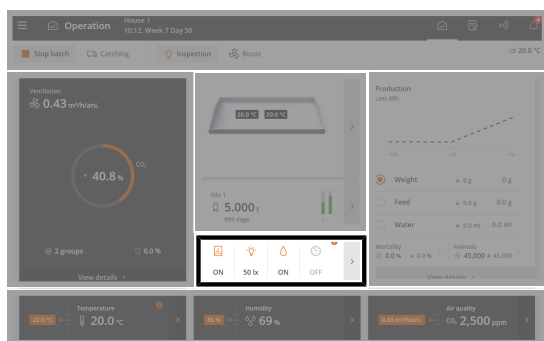 Operation
House 1
10:12, Week 7 Day 50
4
Stop batch
Catching
Inspection
Boost
20.0 °C
Ventilation
0.43 m³/h/ani.
CO₂
40.8 %
2 groups
0.0 %
View details
20.0 °C 20.0 °C
Silo 1
5.000 t
999 days
ON
50 lx
ON
OFF
Production
Last 48h
Weight
0 g
0 g
Feed
0.0 g
0.0 g
Water
0.0 ml
0.0 ml
Mortality
0.0 %
0.0 %
Animals
45,000
45,000
View details
Temperature
22.0 °C
20.0 °C
Humidity
69 %
Air quality
0.43 m³/h/ani.
CO₂ 2,500 ppm